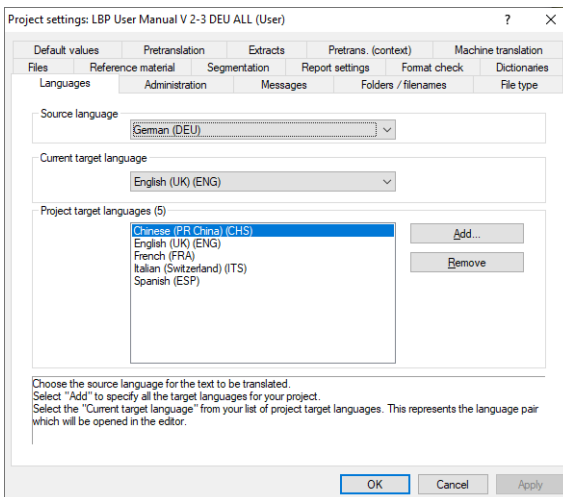 Project settings: LBP User Manual V 2-3 DEU ALL (User)
? X
Default values Pretranslation Extracts Pretrans. (context) Machine translation
Files Reference material Segmentation Report settings Format check Dictionaries
Languages Administration Messages Folders / filenames File type
Source language
German (DEU)
Current target language
English (UK) (ENG)
Project target languages (5)
Chinese (PR China) (CHS)
English (UK) (ENG)
French (FRA)
Italian (Switzerland) (ITS)
Spanish (ESP)
Add...
Remove
Choose the source language for the text to be translated.
Select "Add" to specify all the target languages for your project.
Select the "Current target language" from your list of project target languages. This represents the language pair
which will be opened in the editor.
OK Cancel Apply